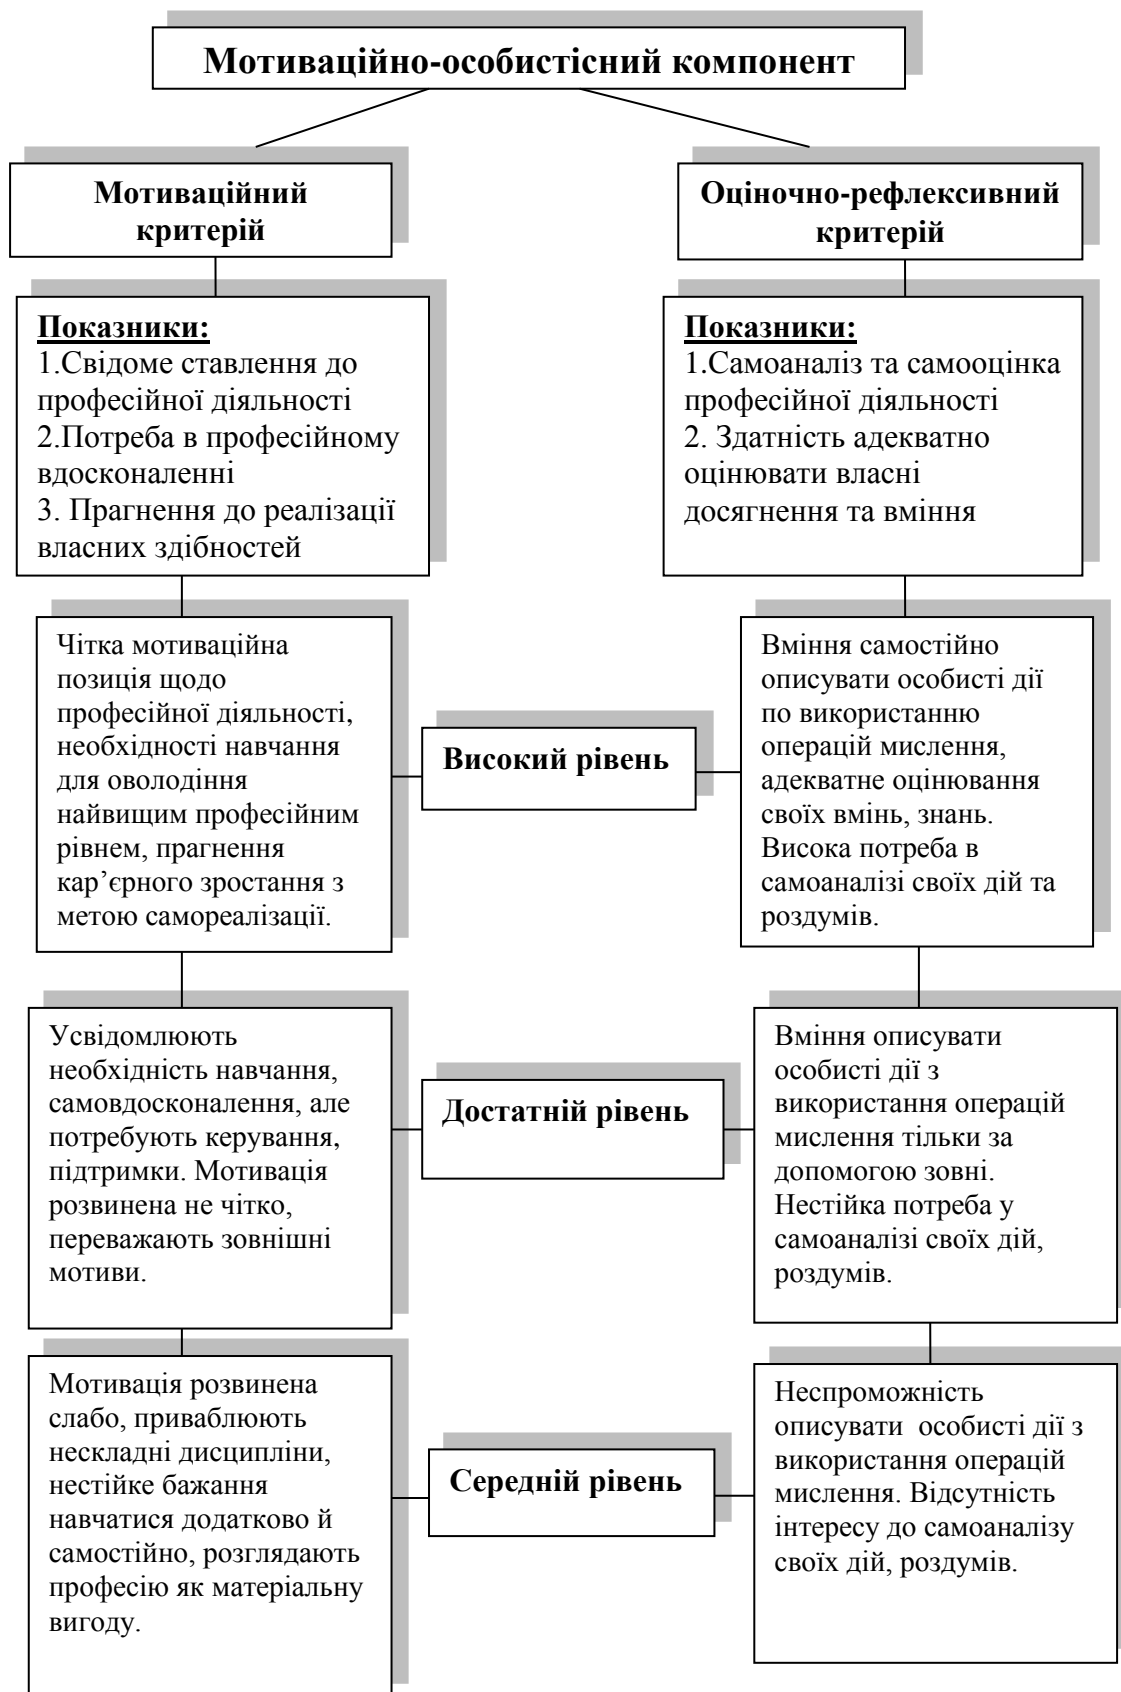 Мотиваційно-особистісний компонент
Мотиваційний
критерій
Оціночно-рефлексивний
критерій
Показники:
1.Свідоме ставлення до
професійної діяльності
2.Потреба в професійному
вдосконаленні
3. Прагнення до реалізації
власних здібностей
Показники:
1.Самоаналіз та самооцінка
професійної діяльності
2. Здатність адекватно
оцінювати власні
досягнення та вміння
Чітка мотиваційна
позиція щодо
професійної діяльності,
необхідності навчання
для оволодіння
найвищим професійним
рівнем, прагнення
кар’єрного зростання з
метою самореалізації.
Високий рівень
Вміння самостійно
описувати особисті дії
по використанню
операцій мислення,
адекватне оцінювання
своїх вмінь, знань.
Висока потреба в
самоаналізі своїх дій та
роздумів.
Усвідомлюють
необхідність навчання,
самовдосконалення, але
потребують керування,
підтримки. Мотивація
розвинена не чітко,
переважають зовнішні
мотиви.
Достатній рівень
Вміння описувати
особисті дії з
використання операцій
мислення тільки за
допомогою зовні.
Нестійка потреба у
самоаналізі своїх дій,
роздумів.
Мотивація розвинена
слабо, приваблюють
нескладні дисципліни,
нестійке бажання
навчатися додатково й
самостійно, розглядають
професію як матеріальну
вигоду.
Середній рівень
Неспроможність
описувати  особисті дії з
використання операцій
мислення. Відсутність
інтересу до самоаналізу
своїх дій, роздумів.